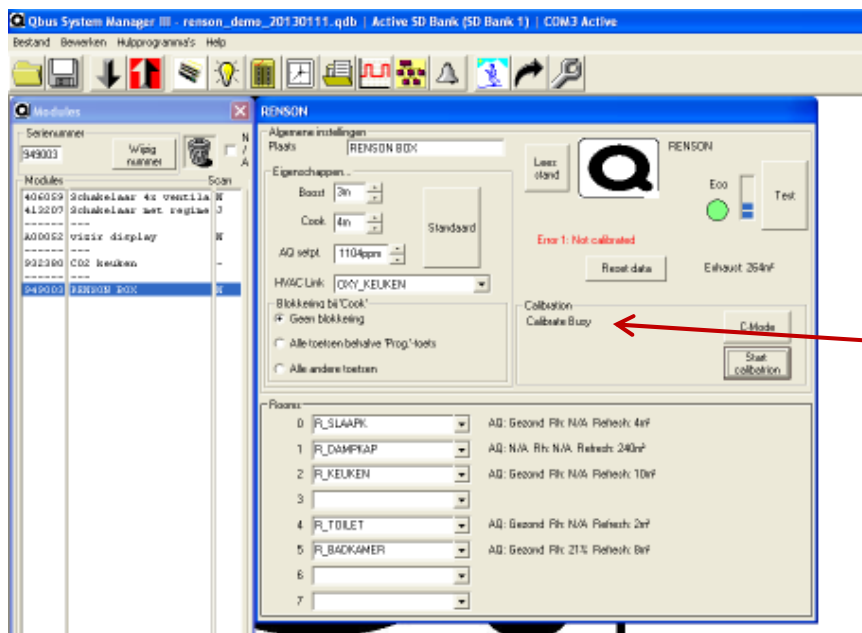 Qbus System Manager III - renson_demo_20130111.qdb | Active SD Bank (SD Bank 1) | COM3 Active
Bestand Bewerken Hulpprogramma's Help
Modules
Serienummer
949003
Wijzig nummer
N / A
Modules Scan
406059 Schakelaar 4x ventila N
413207 Schakelaar met regime J
------ ---
A00052 vizir display N
------ ---
932380 CO2 keuken -
------ ---
949003 RENSON BOX N
RENSON
Algemene instellingen
Plaats RENSON BOX
Eigenschappen...
Boost 3m
Cook 4m
AQ setpt. 1104ppm
Standaard
HVAC Link OXY_KEUKEN
Blokkering bij 'Cook'
Geen blokkering
Alle toetsen behalve 'Prog.'-toets
Alle andere toetsen
Lees stand
RENSON
Eco
Test
Error 1: Not calibrated
Reset data
Exhaust: 264m³
Calibration
Calibrate Busy
C-Mode
Start calibration
Rooms
0 R_SLAAPK AQ: Gezond Rh: N/A Refresh: 4m³
1 R_DAMPKAP AQ: N/A Rh: N/A Refresh: 240m³
2 R_KEUKEN AQ: Gezond Rh: N/A Refresh: 10m³
3
4 R_TOILET AQ: Gezond Rh: N/A Refresh: 2m³
5 R_BADKAMER AQ: Gezond Rh: 21% Refresh: 8m³
6
7